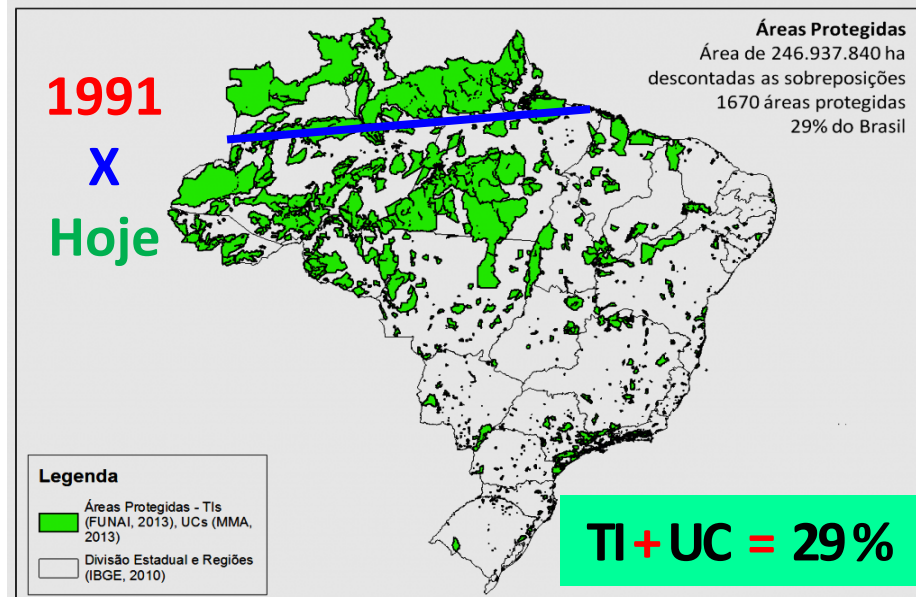 Áreas Protegidas
Área de 246.937.840 ha
descontadas as sobreposições
1670 áreas protegidas
29% do Brasil
1991
X
Hoje
Legenda
Áreas Protegidas - TIs
(FUNAI, 2013), UCs (MMA,
2013)
Divisão Estadual e Regiões
(IBGE, 2010)
TI + UC = 29%